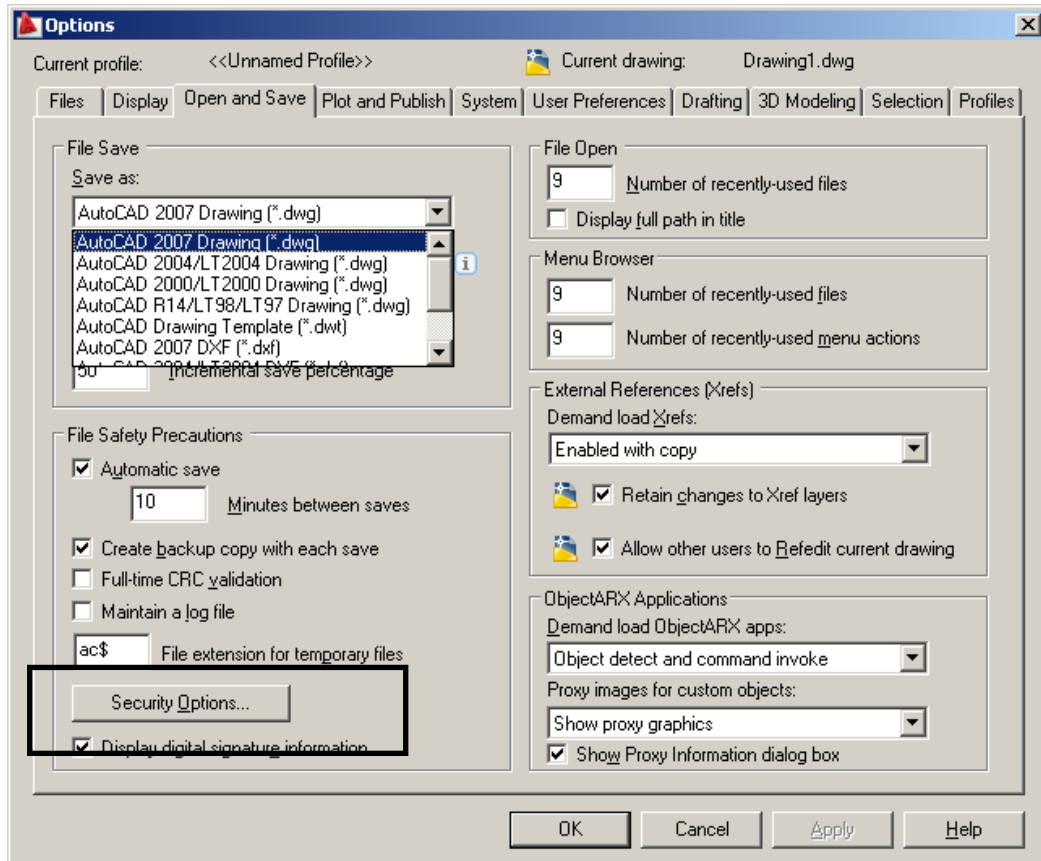 Options
Current profile: <<Unnamed Profile>> Current drawing: Drawing1.dwg
Files Display Open and Save Plot and Publish System User Preferences Drafting 3D Modeling Selection Profiles
File Save
Save as:
AutoCAD 2007 Drawing (*.dwg)
AutoCAD 2007 Drawing (*.dwg)
AutoCAD 2004/LT2004 Drawing (*.dwg)
AutoCAD 2000/LT2000 Drawing (*.dwg)
AutoCAD R14/LT98/LT97 Drawing (*.dwg)
AutoCAD Drawing Template (*.dwt)
AutoCAD 2007 DXF (*.dxf)
AutoCAD 2004/LT2004 DXF (*.dxf)
50 Incremental save percentage
File Safety Precautions
Automatic save
10 Minutes between saves
Create backup copy with each save
Full-time CRC validation
Maintain a log file
ac$ File extension for temporary files
Security Options...
Display digital signature information
File Open
9 Number of recently-used files
Display full path in title
Menu Browser
9 Number of recently-used files
9 Number of recently-used menu actions
External References (Xrefs)
Demand load Xrefs:
Enabled with copy
Retain changes to Xref layers
Allow other users to Refedit current drawing
ObjectARX Applications
Demand load ObjectARX apps:
Object detect and command invoke
Proxy images for custom objects:
Show proxy graphics
Show Proxy Information dialog box
OK Cancel Apply Help